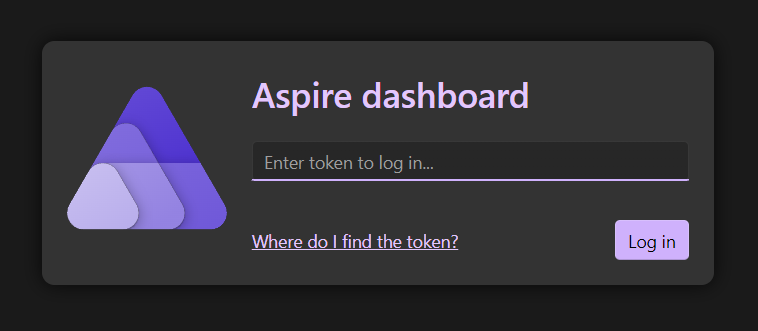 Aspire dashboard
Enter token to log in...
Where do I find the token?
Log in